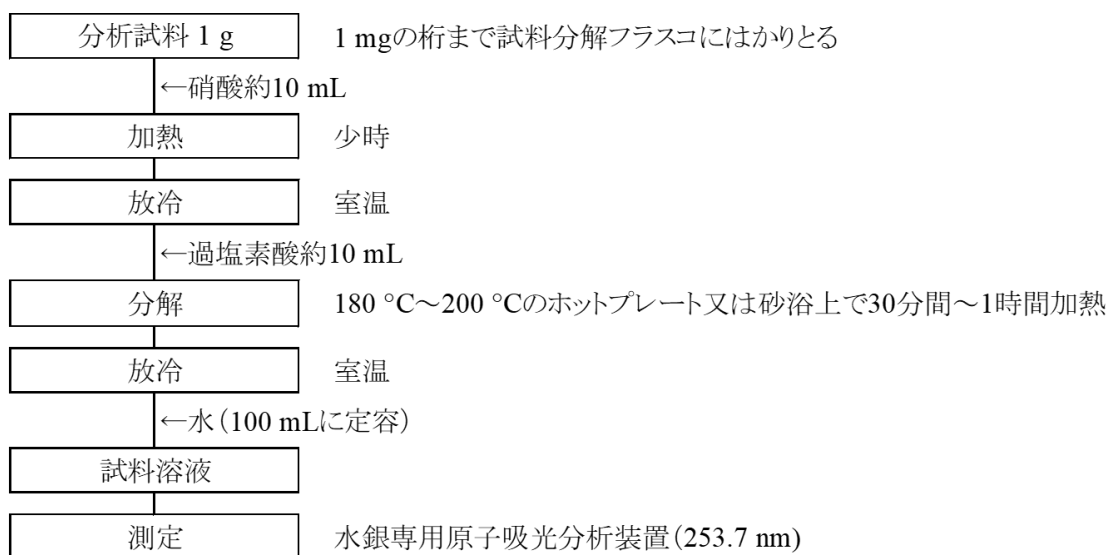 分析試料 1 g 1 mgの桁まで試料分解フラスコにはかりとる
←硝酸約10 mL
加熱 少時
放冷 室温
←過塩素酸約10 mL
分解 180 °C～200 °Cのホットプレート又は砂浴上で30分間～1時間加熱
放冷 室温
←水（100 mLに定容）
試料溶液
測定 水銀専用原子吸光分析装置（253.7 nm）